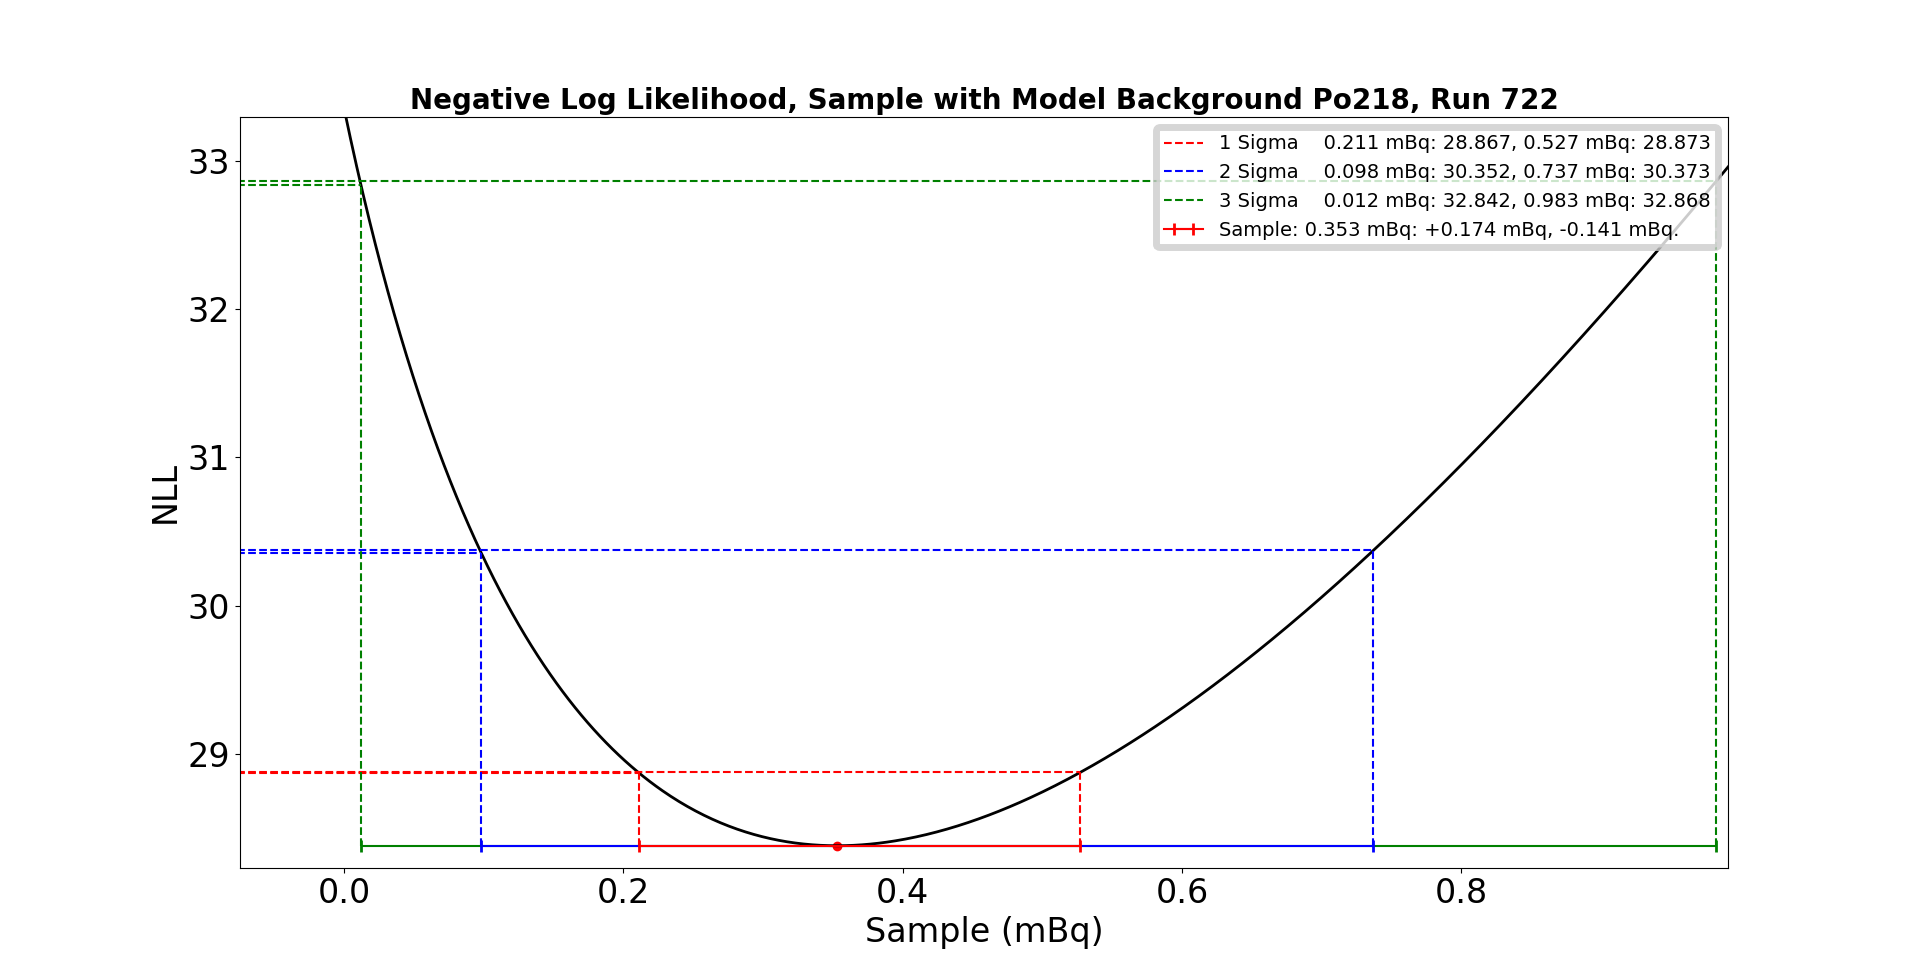 Negative Log Likelihood, Sample with Model Background Po218, Run 722
1 Sigma    0.211 mBq: 28.867, 0.527 mBq: 28.873
2 Sigma    0.098 mBq: 30.352, 0.737 mBq: 30.373
3 Sigma    0.012 mBq: 32.842, 0.983 mBq: 32.868
Sample: 0.353 mBq: +0.174 mBq, -0.141 mBq.
33
32
31
30
29
NLL
0.0 0.2 0.4 0.6 0.8
Sample (mBq)